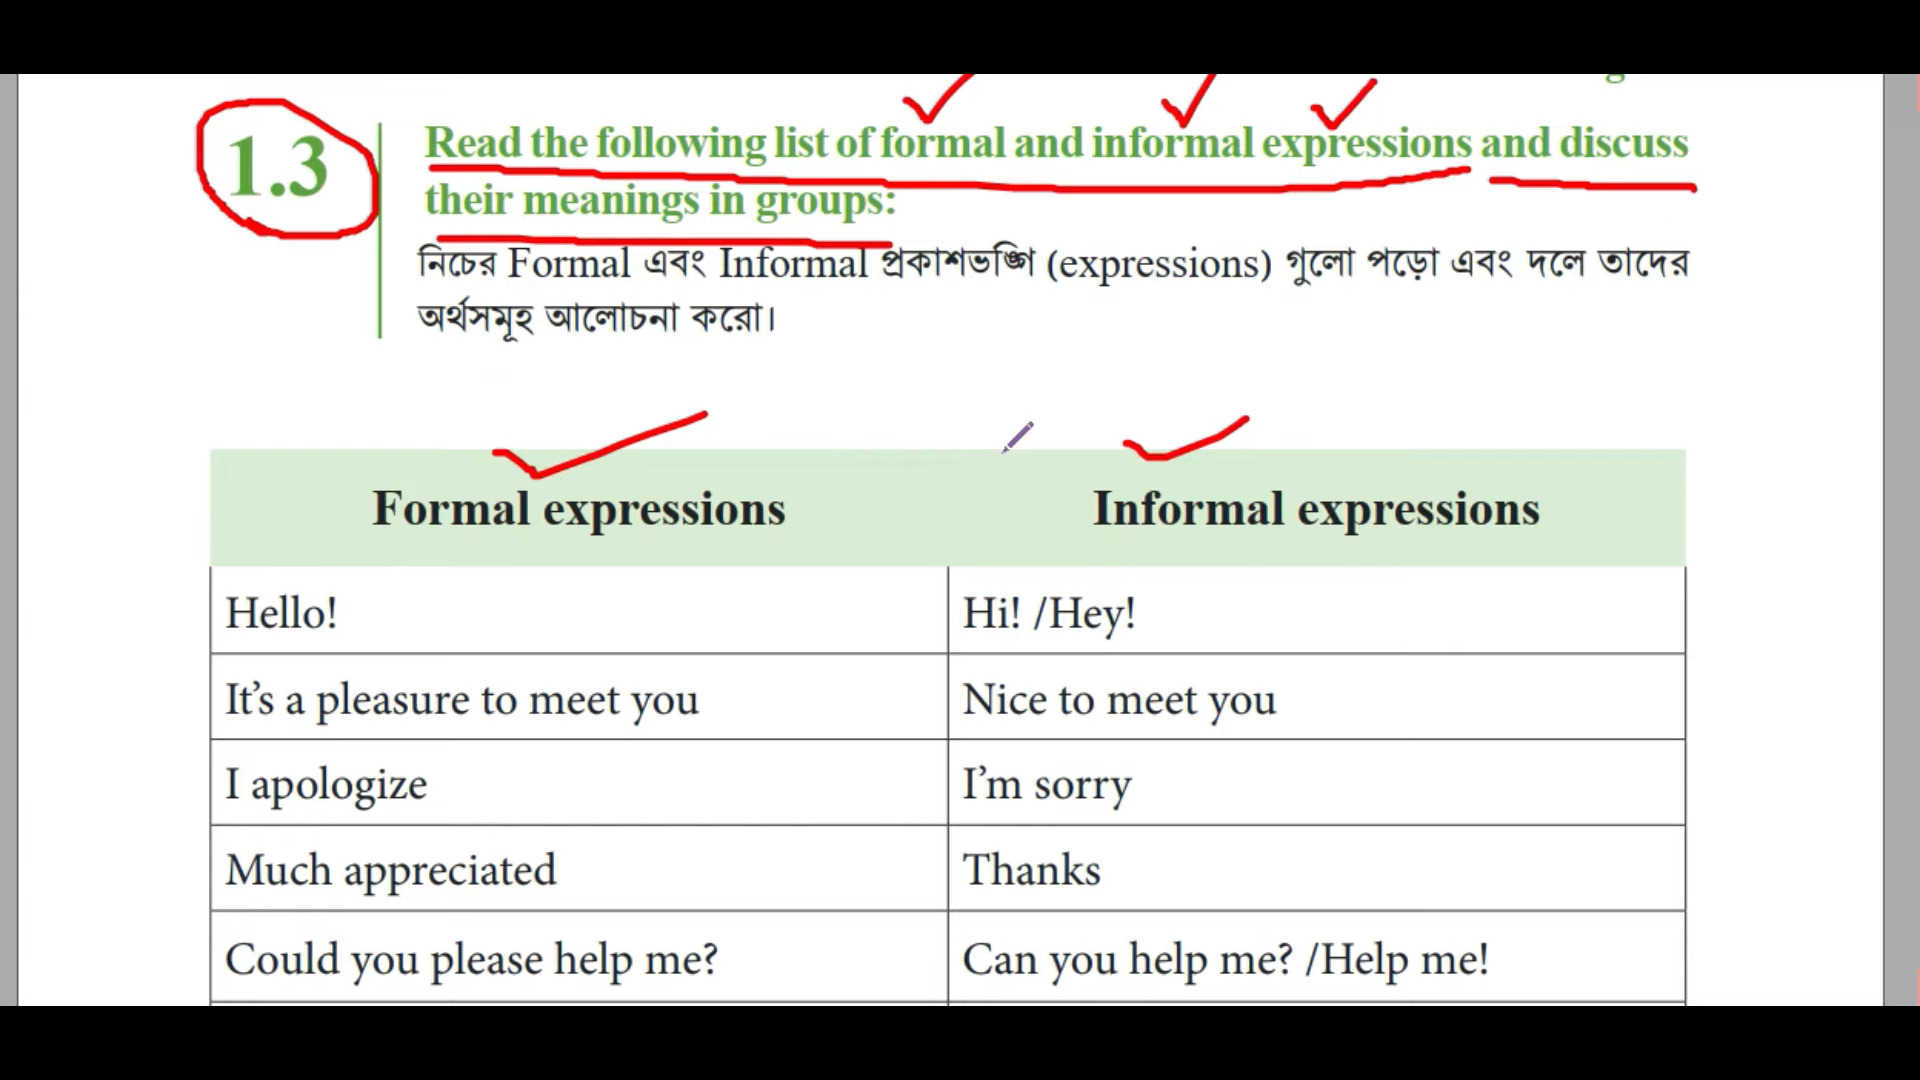 1.3
Read the following list of formal and informal expressions and discuss
their meanings in groups:
নিচের Formal এবং Informal প্রকাশভঙ্গি (expressions) গুলো পড়ো এবং দলে তাদের
অর্থসমূহ আলোচনা করো।
Formal expressions Informal expressions
Hello! Hi! /Hey!
It’s a pleasure to meet you Nice to meet you
I apologize I’m sorry
Much appreciated Thanks
Could you please help me? Can you help me? /Help me!